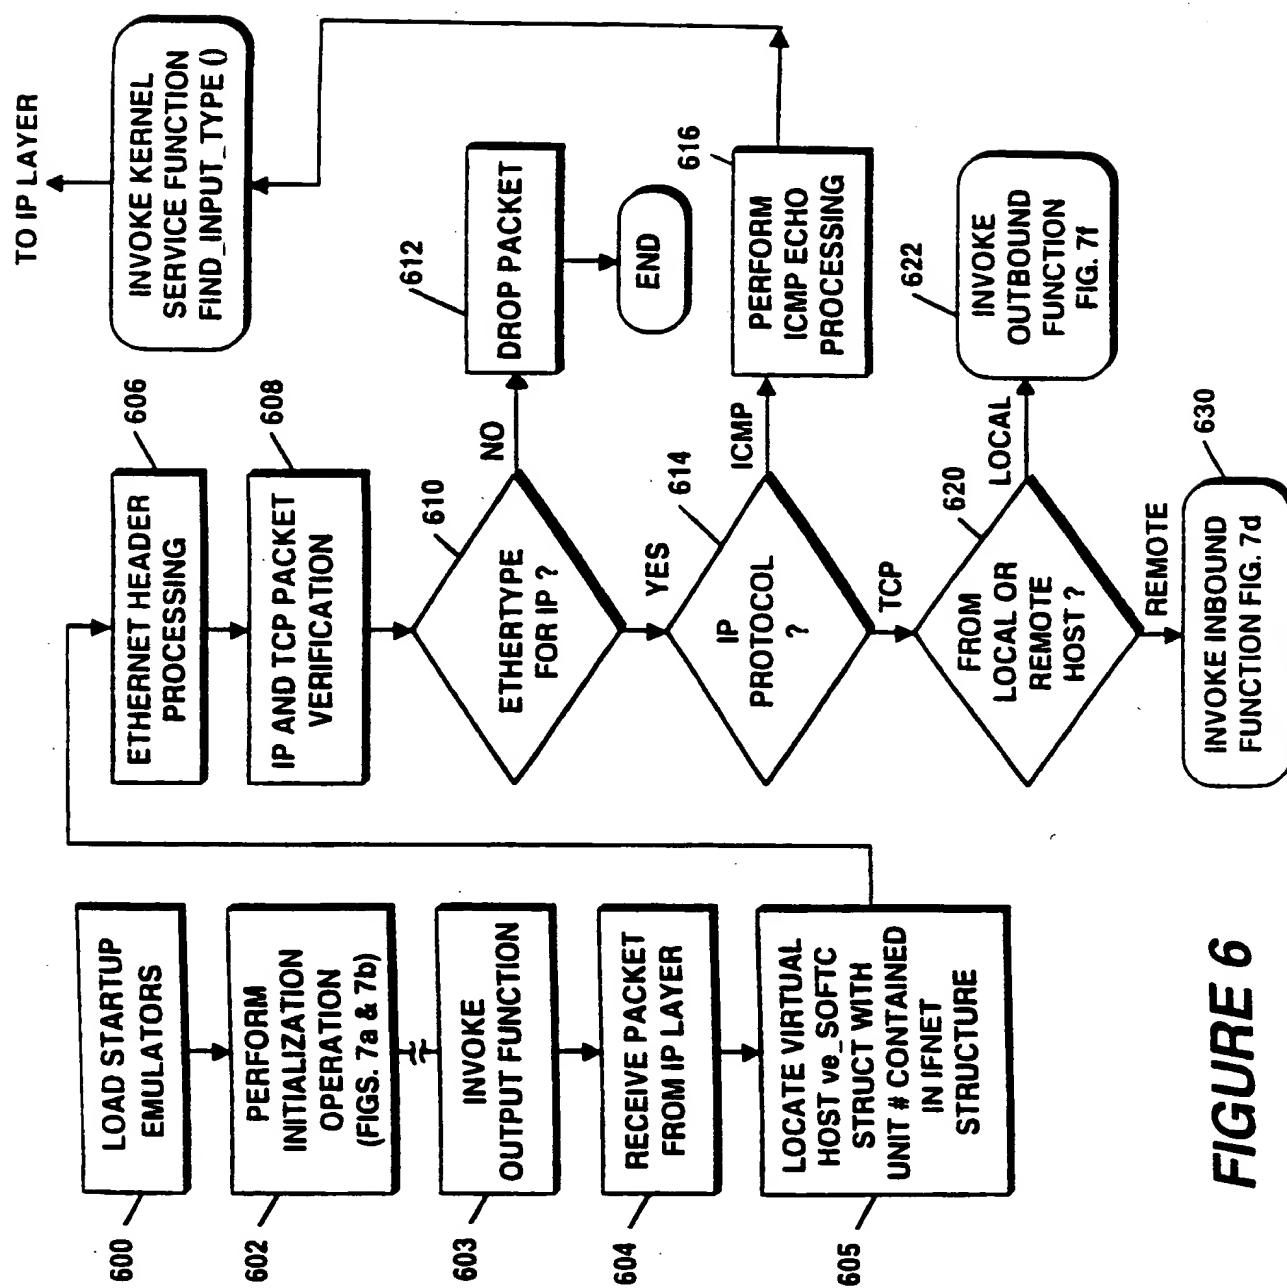 600
LOAD STARTUP
EMULATORS
602
PERFORM
INITIALIZATION
OPERATION
(FIGS. 7a & 7b)
603
INVOKE
OUTPUT FUNCTION
604
RECEIVE PACKET
FROM IP LAYER
605
LOCATE VIRTUAL
HOST ve_SOFTC
STRUCT WITH
UNIT # CONTAINED
IN IFNET
STRUCTURE
606
ETHERNET HEADER
PROCESSING
608
IP AND TCP PACKET
VERIFICATION
610
ETHERTYPE
FOR IP ?
NO
YES
612
DROP PACKET
END
614
IP
PROTOCOL
?
ICMP
TCP
616
PERFORM
ICMP ECHO
PROCESSING
TO IP LAYER
INVOKE KERNEL
SERVICE FUNCTION
FIND_INPUT_TYPE ()
620
FROM
LOCAL OR
REMOTE
HOST ?
LOCAL
REMOTE
622
INVOKE
OUTBOUND
FUNCTION
FIG. 7f
630
INVOKE INBOUND
FUNCTION FIG. 7d
FIGURE 6